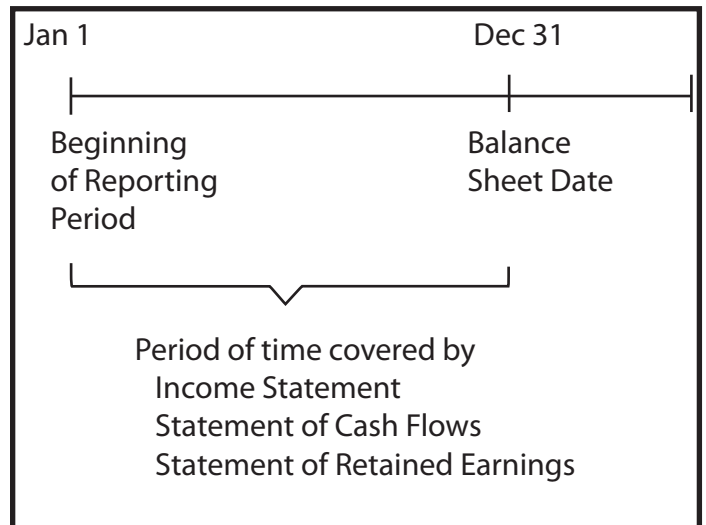 Jan 1
Dec 31
Beginning
of Reporting
Period
Balance
Sheet Date
Period of time covered by
Income Statement
Statement of Cash Flows
Statement of Retained Earnings